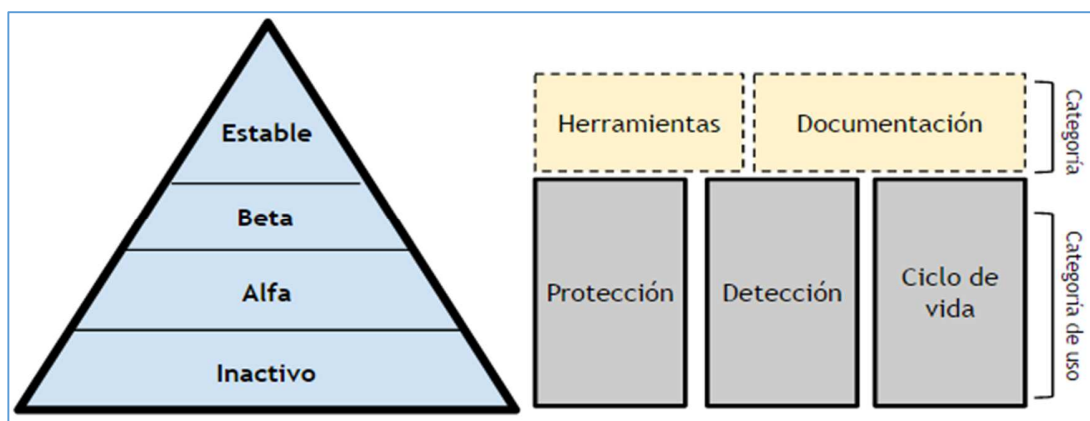 Estable
Beta
Alfa
Inactivo
Herramientas
Documentación
Categoría
Protección
Detección
Ciclo de
vida
Categoría de uso